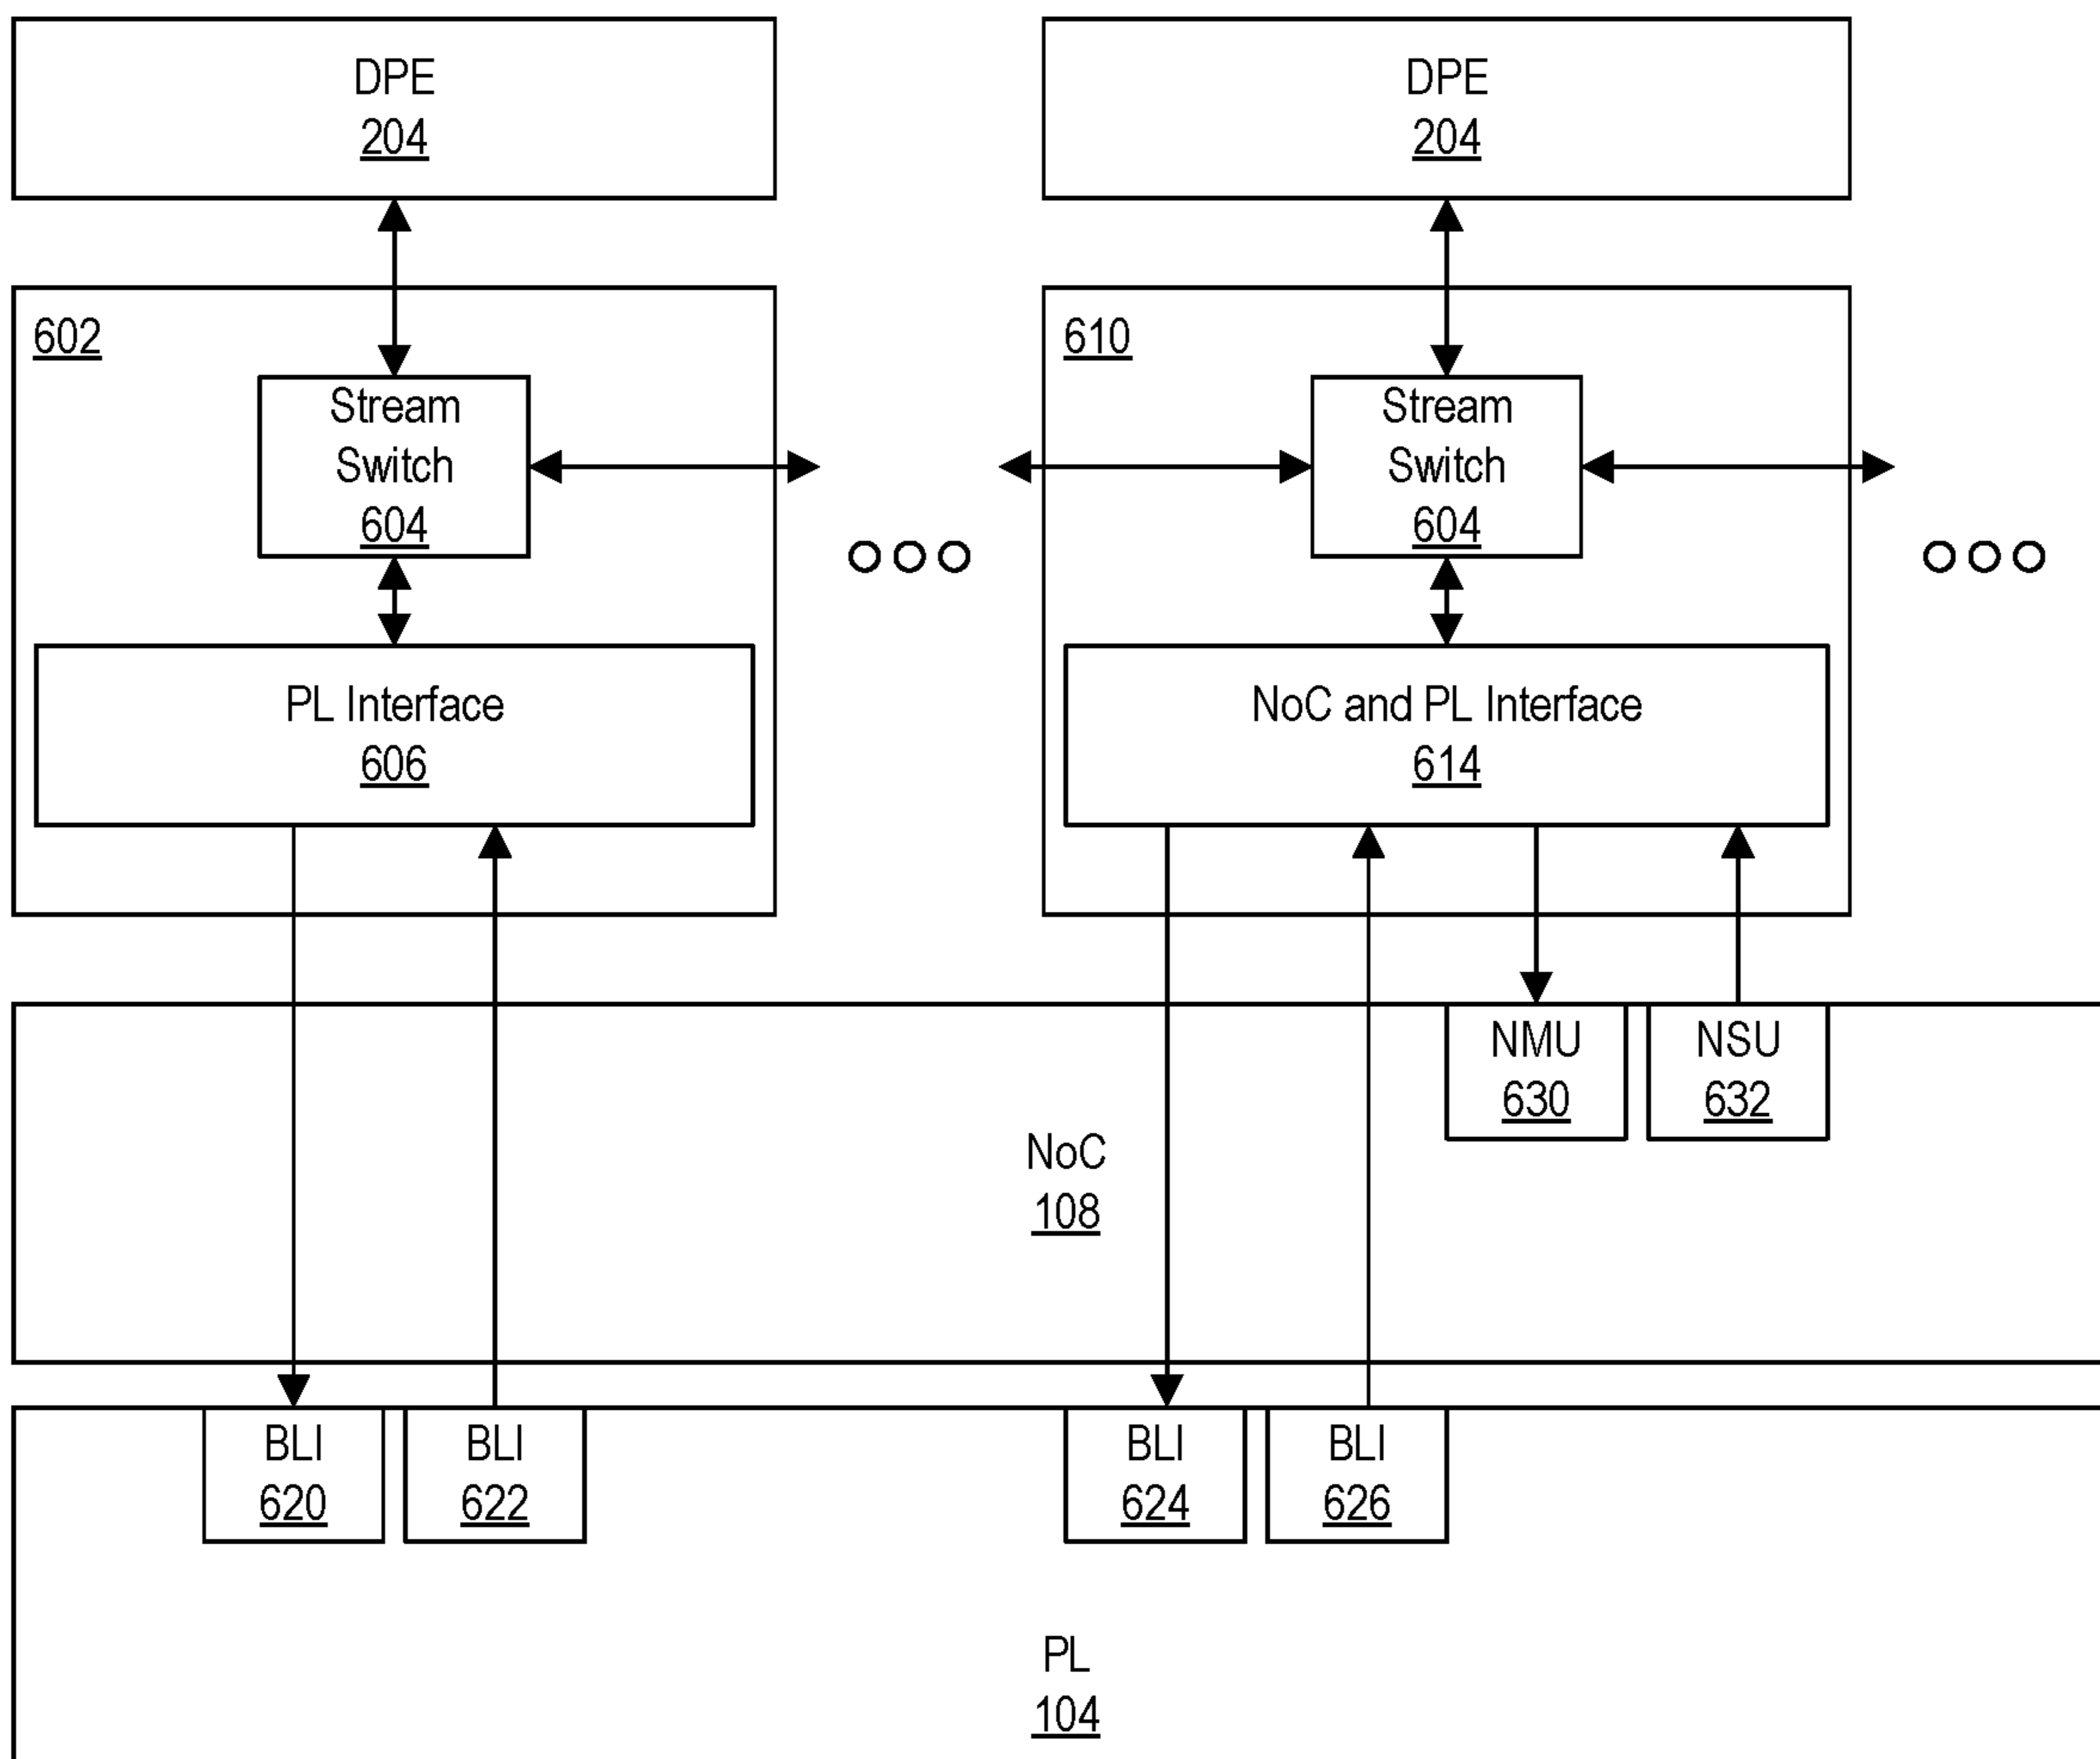 DPE
204
DPE
204
602
Stream
Switch
604
610
Stream
Switch
604
PL Interface
606
NoC and PL Interface
614
NMU
630
NSU
632
NoC
108
BLI
620
BLI
622
BLI
624
BLI
626
PL
104